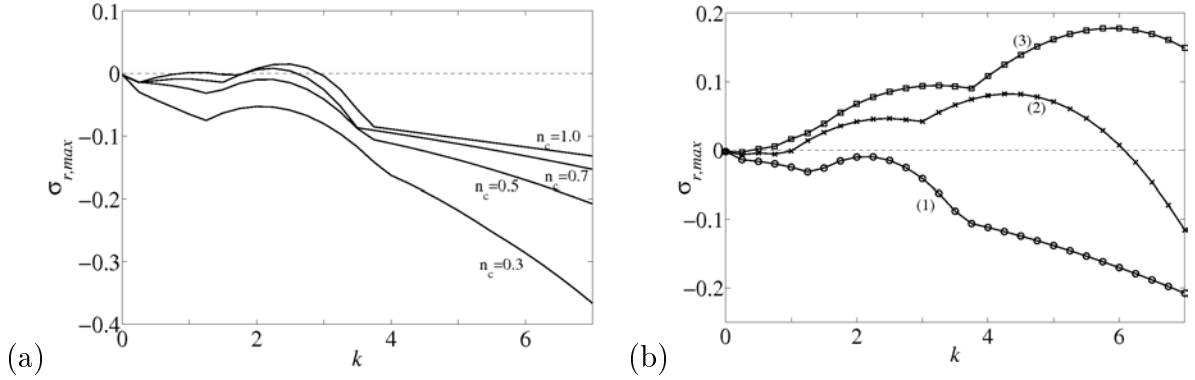 0.1
0
−0.1
−0.2
−0.3
−0.4
σr,max
0 2 4 6
k
nc=1.0
nc=0.7
nc=0.5
nc=0.3
(a)
0.2
0.1
0
−0.1
−0.2
σr,max
0 2 4 6
k
(3)
(2)
(1)
(b)